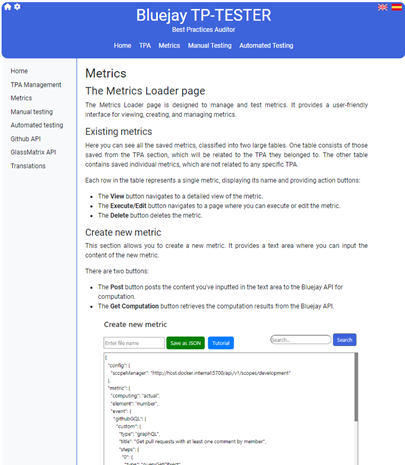 Bluejay TP-TESTER
Best Practices Auditor
Home TPA Metrics Manual Testing Automated Testing
Home
TPA Management
Metrics
Manual testing
Automated testing
Github API
GlassMatrix API
Translations
Metrics
The Metrics Loader page
The Metrics Loader page is designed to manage and test metrics. It provides a user-friendly
interface for viewing, creating, and managing metrics.
Existing metrics
Here you can see all the saved metrics, classified into two large tables. One table consists of those
saved from the TPA section, which will be related to the TPA they belonged to. The other table
contains saved individual metrics, which are not related to any specific TPA.
Each row in the table represents a single metric, displaying its name and providing action buttons:
The View button navigates to a detailed view of the metric.
The Execute/Edit button navigates to a page where you can execute or edit the metric.
The Delete button deletes the metric.
Create new metric
This section allows you to create a new metric. It provides a text area where you can input
the content of the new metric.
There are two buttons:
The Post button posts the content you've inputted in the text area to the Bluejay API for
computation.
The Get Computation button retrieves the computation results from the Bluejay API.
Create new metric
Enter file name Save as JSON Tutorial Search... Search
{
"config": {
"scopeManager": "http://host.docker.internal:5700/api/v1/scopes/development"
},
"metric": {
"computing": "actual",
"element": "number",
"event": {
"githubGQL": {
"custom": {
"type": "graphQL",
"title": "Get pull requests with at least one comment by member",
"steps": {
"0": {